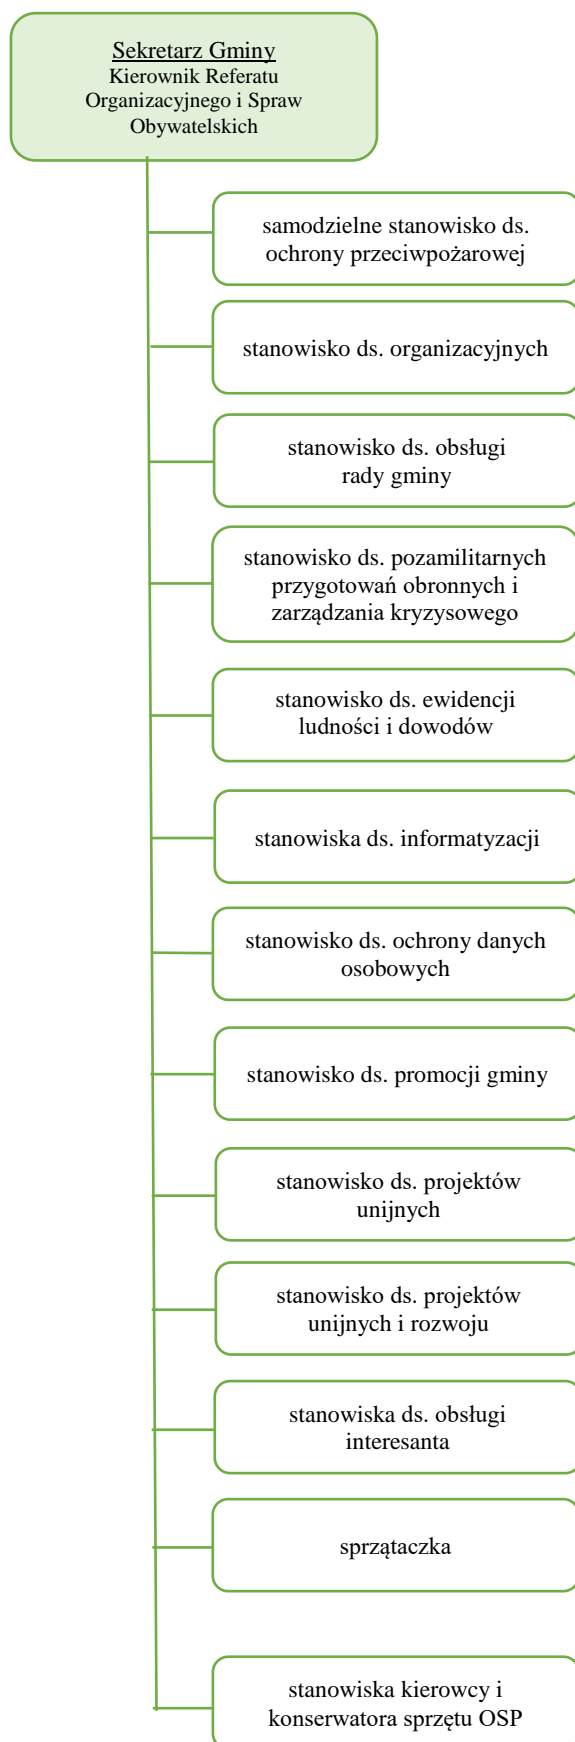 Sekretarz Gminy
Kierownik Referatu
Organizacyjnego i Spraw
Obywatelskich
samodzielne stanowisko ds.
ochrony przeciwpożarowej
stanowisko ds. organizacyjnych
stanowisko ds. obsługi
rady gminy
stanowisko ds. pozamilitarnych
przygotowań obronnych i
zarządzania kryzysowego
stanowisko ds. ewidencji
ludności i dowodów
stanowiska ds. informatyzacji
stanowisko ds. ochrony danych
osobowych
stanowisko ds. promocji gminy
stanowisko ds. projektów
unijnych
stanowisko ds. projektów
unijnych i rozwoju
stanowiska ds. obsługi
interesanta
sprzątaczka
stanowiska kierowcy i
konserwatora sprzętu OSP